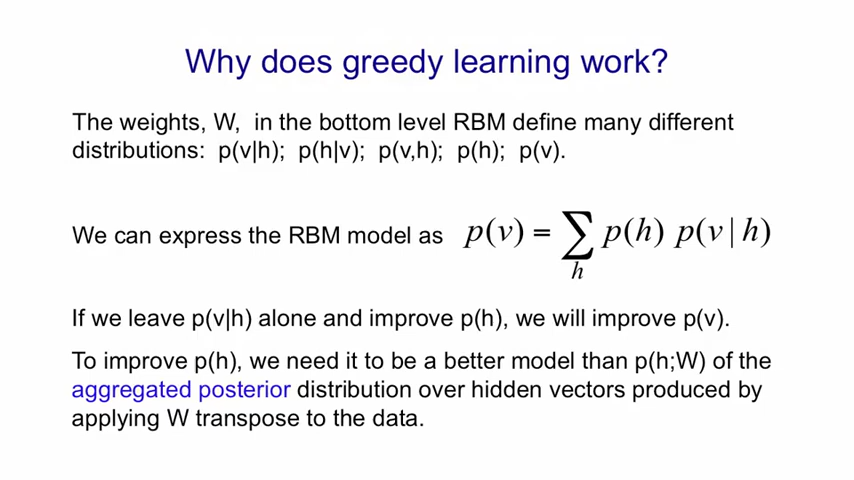 Why does greedy learning work?
The weights, W, in the bottom level RBM define many different
distributions: p(v|h); p(h|v); p(v,h); p(h); p(v).
We can express the RBM model as p(v) = ∑ p(h) p(v | h)
h
If we leave p(v|h) alone and improve p(h), we will improve p(v).
To improve p(h), we need it to be a better model than p(h;W) of the
aggregated posterior distribution over hidden vectors produced by
applying W transpose to the data.